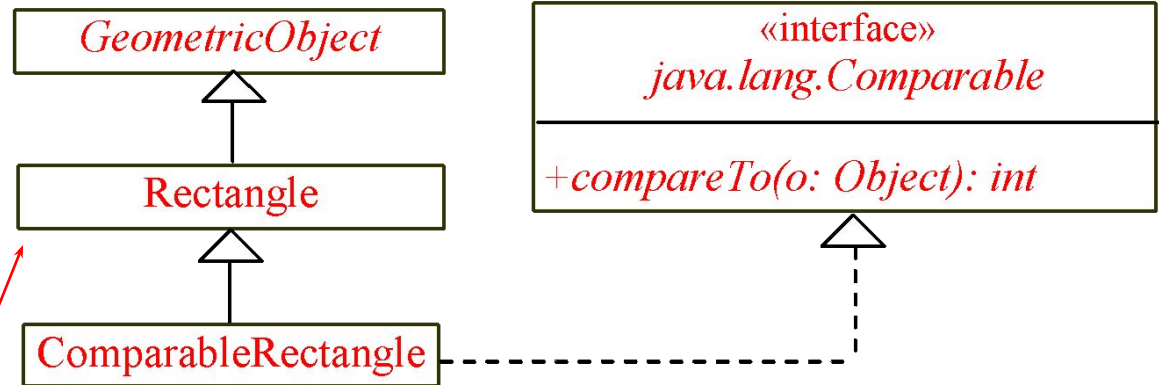 GeometricObject
Rectangle
ComparableRectangle
«interface»
java.lang.Comparable
+compareTo(o: Object): int